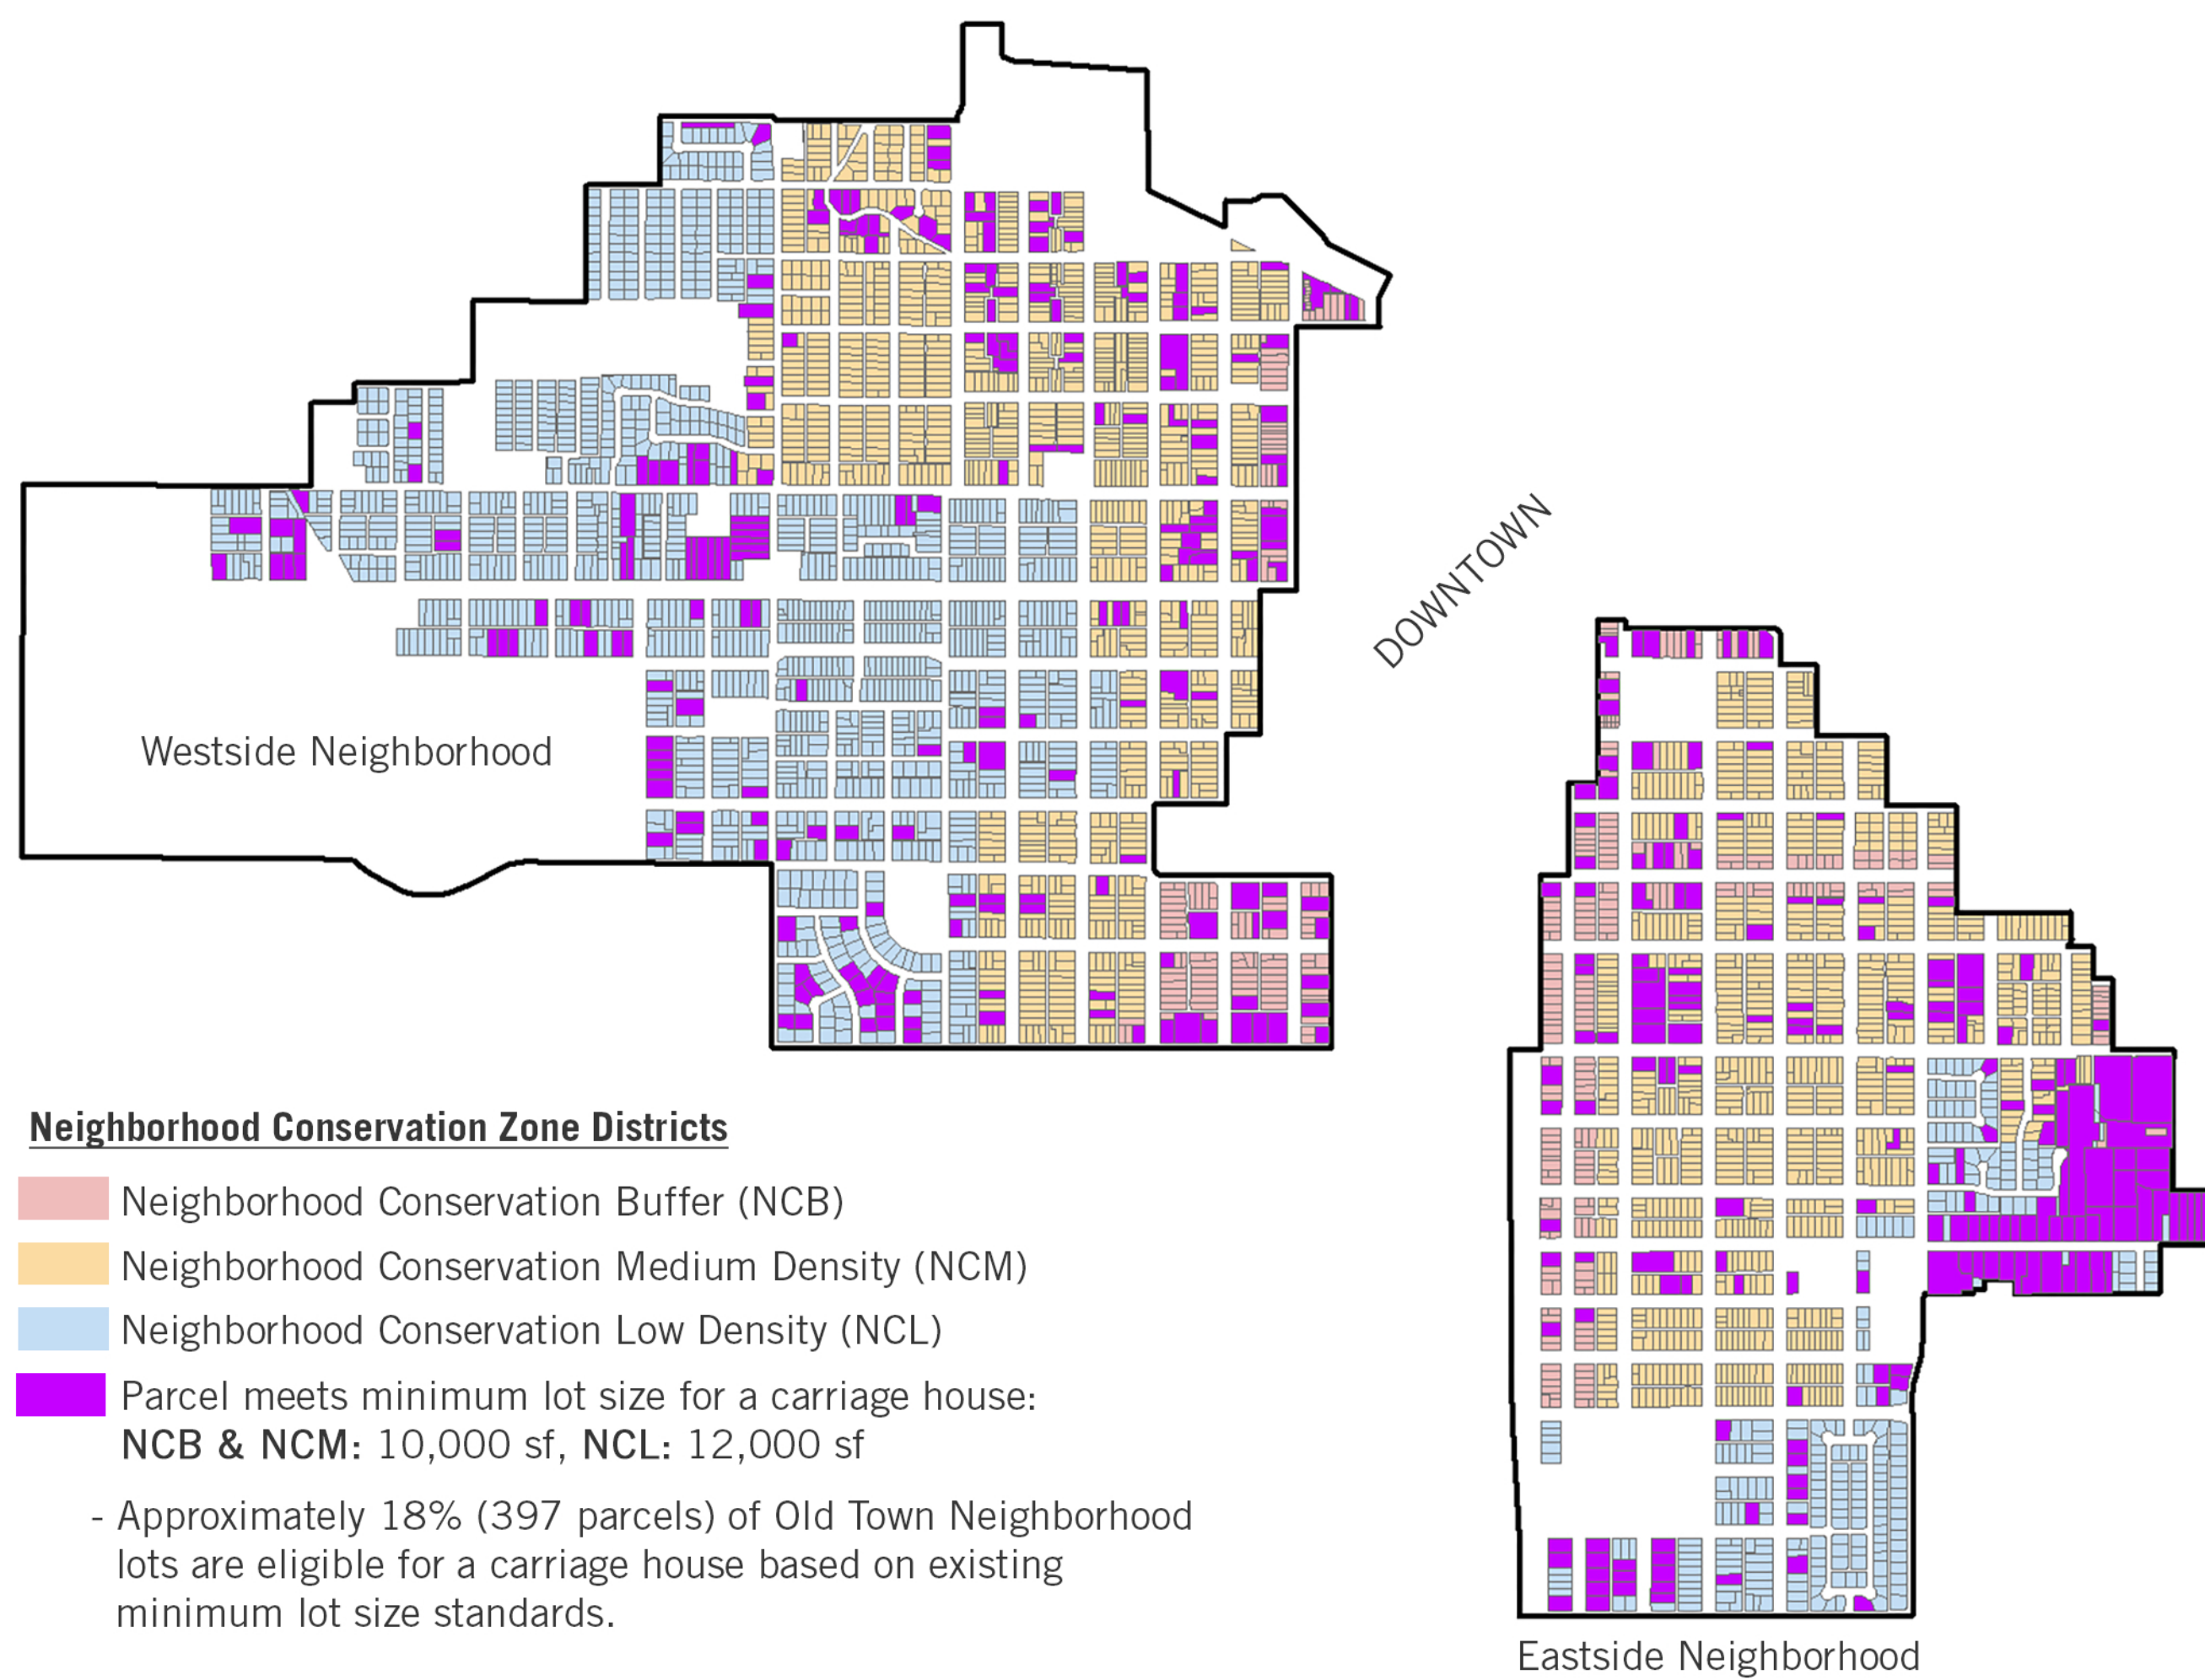 DOWNTOWN
Westside Neighborhood
Neighborhood Conservation Zone Districts
Neighborhood Conservation Buffer (NCB)
Neighborhood Conservation Medium Density (NCM)
Neighborhood Conservation Low Density (NCL)
Parcel meets minimum lot size for a carriage house:
NCB & NCM: 10,000 sf, NCL: 12,000 sf
- Approximately 18% (397 parcels) of Old Town Neighborhood
lots are eligible for a carriage house based on existing
minimum lot size standards.
Eastside Neighborhood